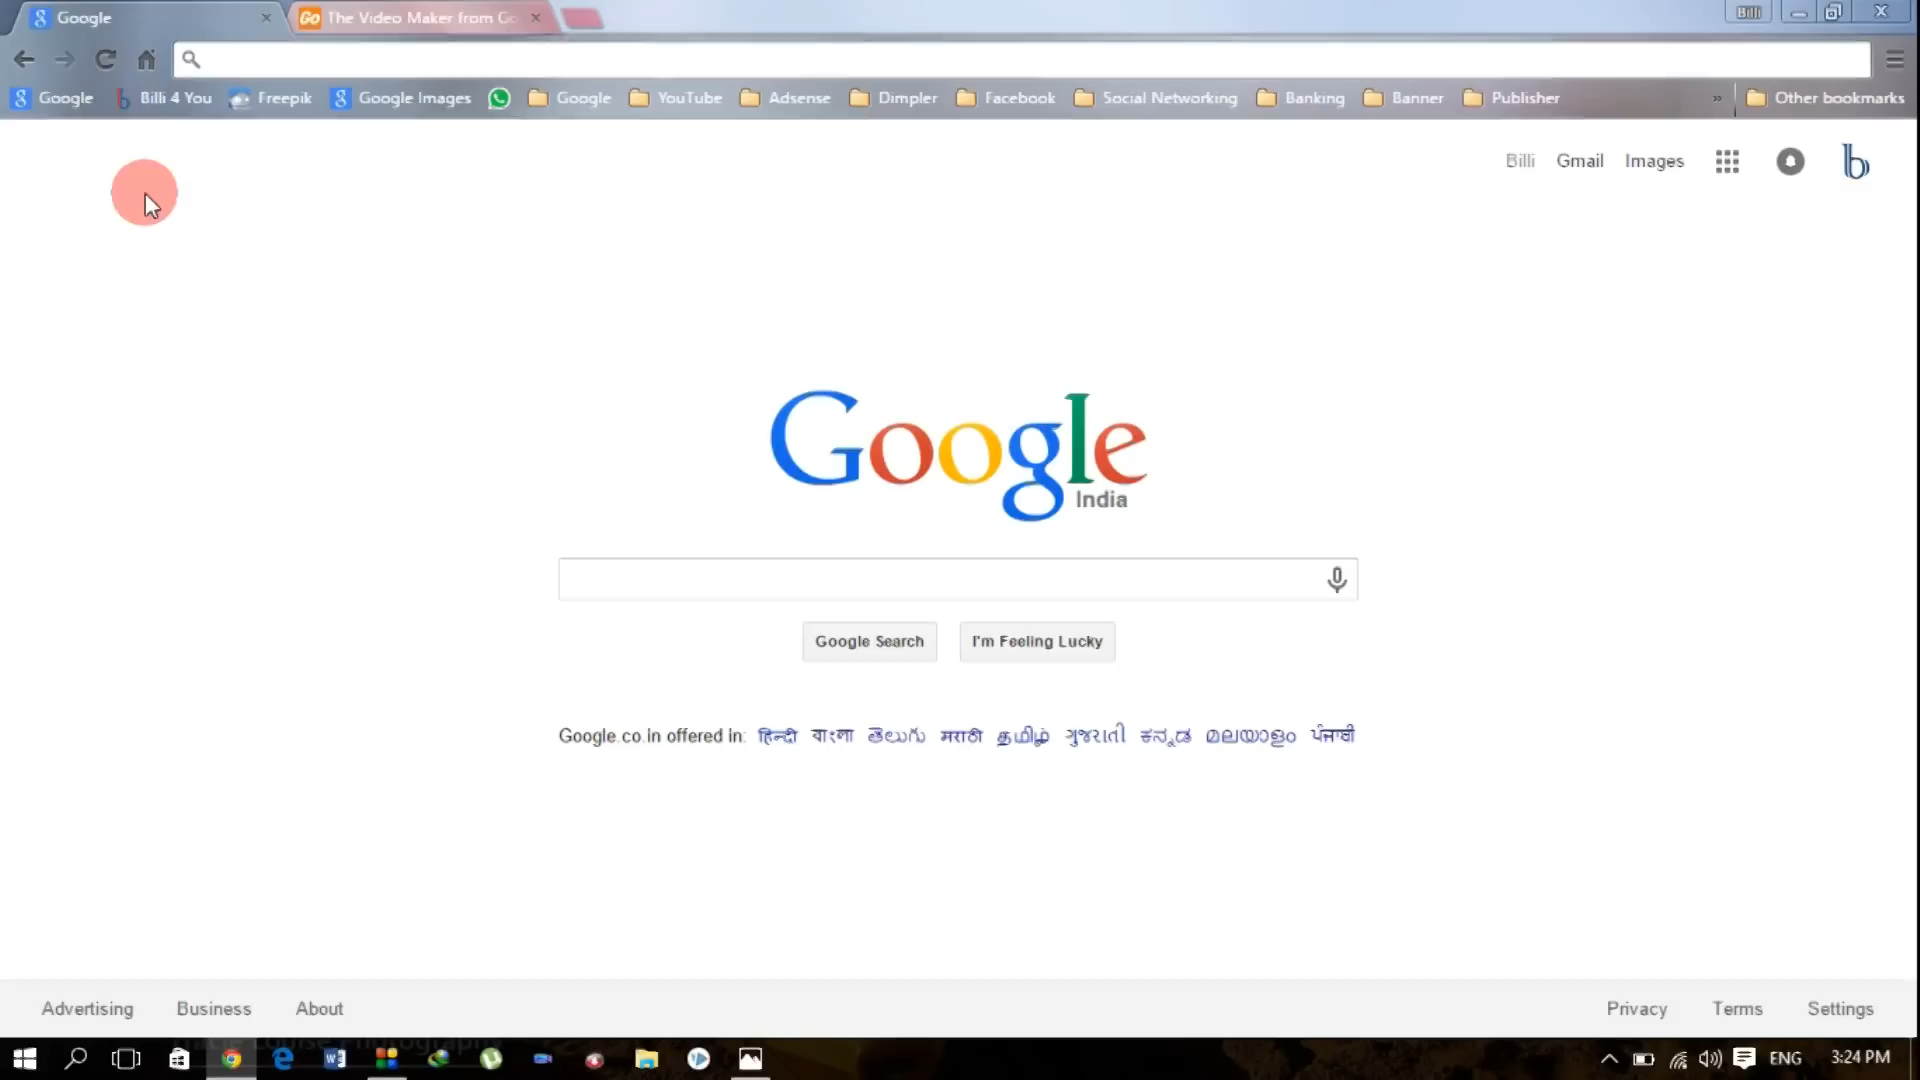 Google
Go The Video Maker from Go
Billi
Google Billi 4 You Freepik Google Images Google YouTube Adsense Dimpler Facebook Social Networking Banking Banner Publisher » Other bookmarks
Billi Gmail Images b
Google
India
Google Search I'm Feeling Lucky
Google.co.in offered in: हिन्दी বাংলা తెలుగు मराठी தமிழ் ગુજરાતી ಕನ್ನಡ മലയാളം ਪੰਜਾਬੀ
Advertising Business About Privacy Terms Settings
ENG 3:24 PM